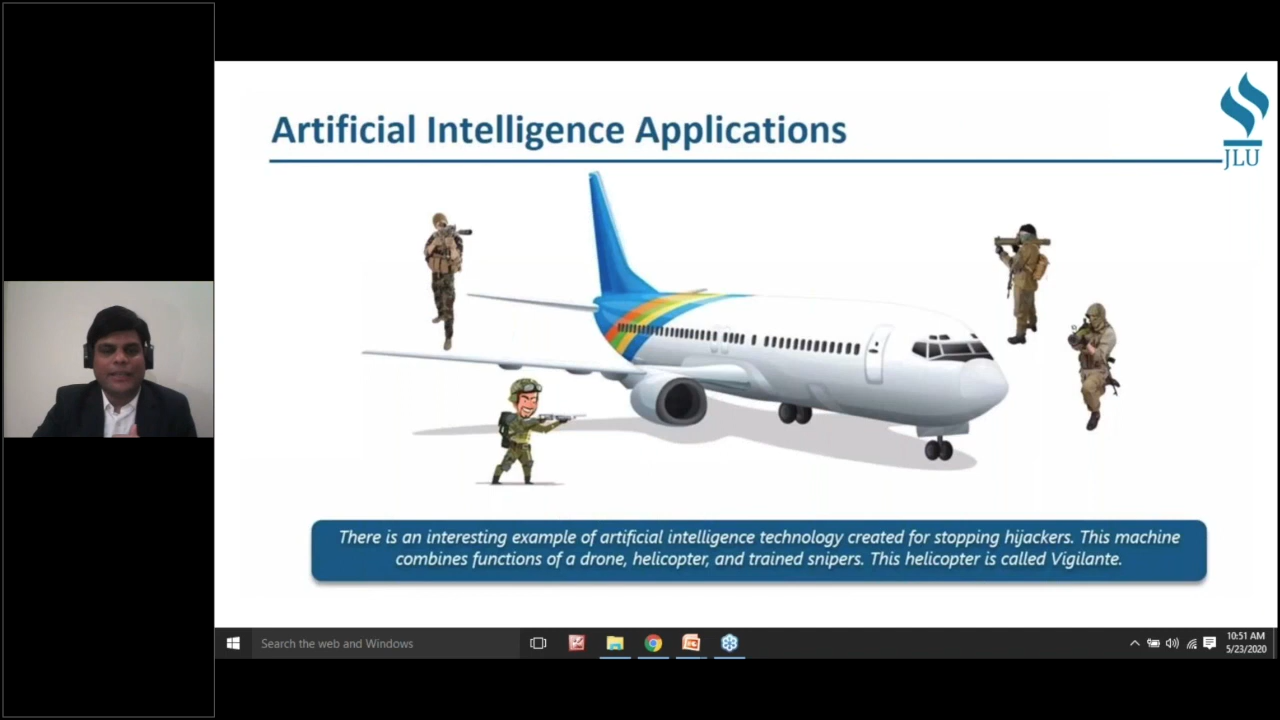 Artificial Intelligence Applications
JLU
There is an interesting example of artificial intelligence technology created for stopping hijackers. This machine
combines functions of a drone, helicopter, and trained snipers. This helicopter is called Vigilante.
Search the web and Windows
10:51 AM
5/23/2020